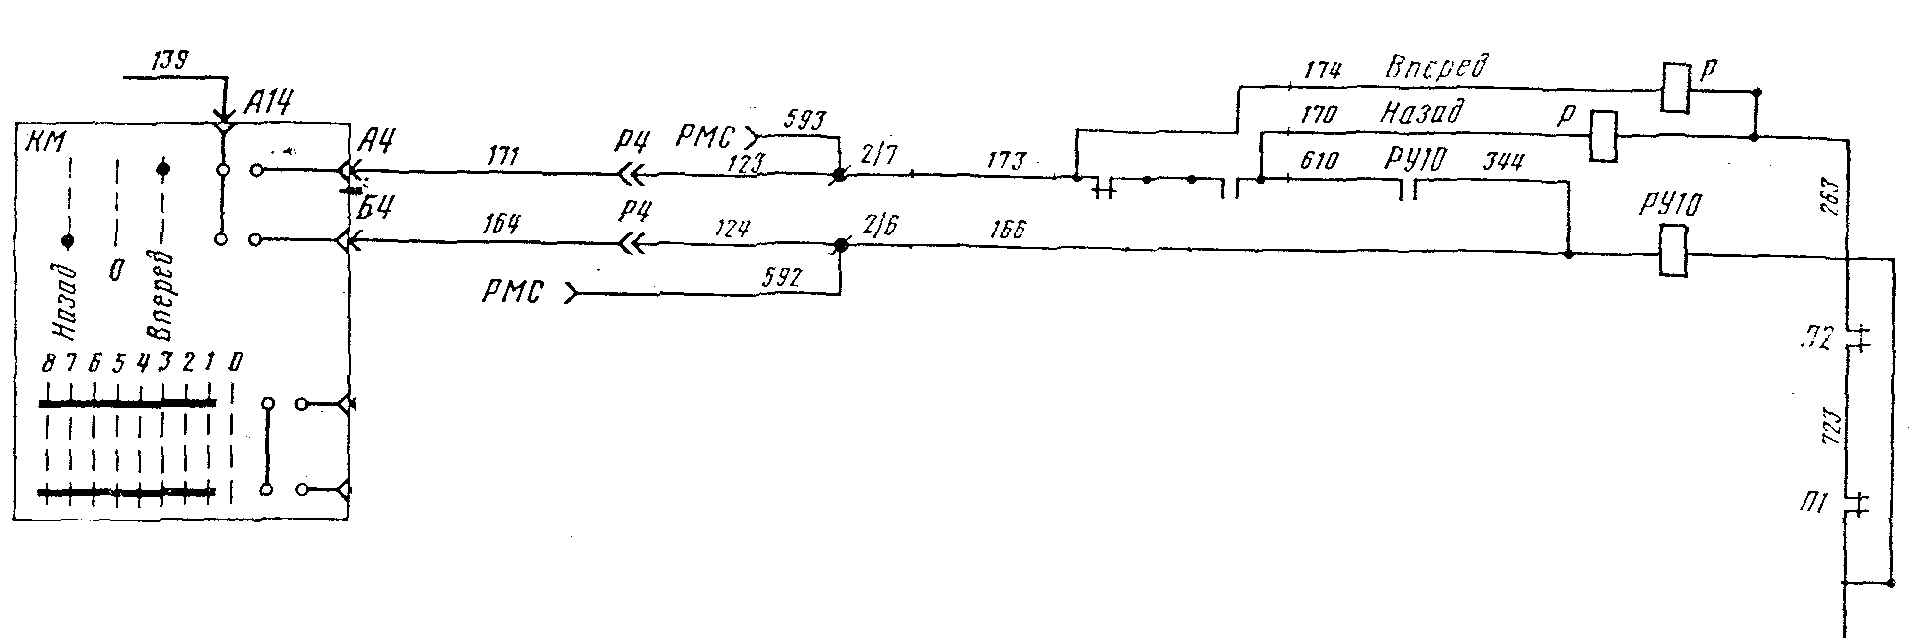 139
А14
КМ
А4
171
Р4
РМС
593
123
2/7
173
174
Вперед
Р
170
Назад
Р
610
РУ10
344
Б4
164
Р4
124
2/6
166
РУ10
263
РМС
592
Назад
0
Вперед
П2
8 7 6 5 4 3 2 1 0
723
П1